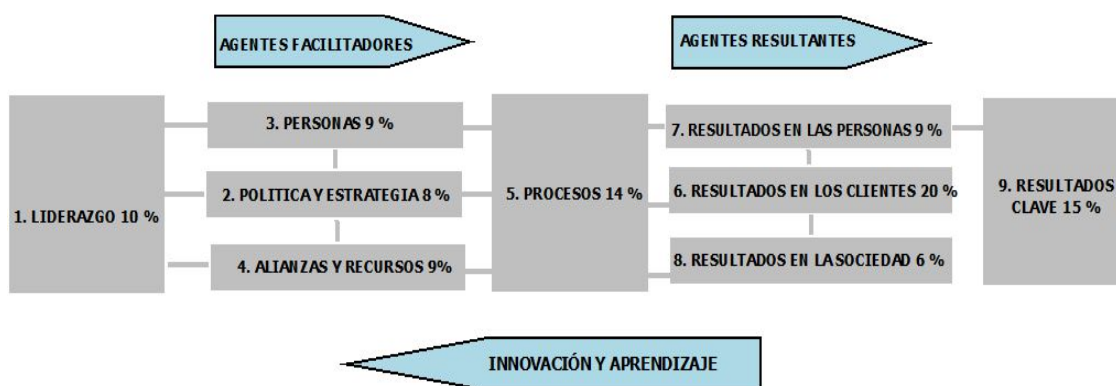 AGENTES FACILITADORES
AGENTES RESULTANTES
1. LIDERAZGO 10 %
3. PERSONAS 9 %
2. POLITICA Y ESTRATEGIA 8 %
4. ALIANZAS Y RECURSOS 9%
5. PROCESOS 14 %
7. RESULTADOS EN LAS PERSONAS 9 %
6. RESULTADOS EN LOS CLIENTES 20 %
8. RESULTADOS EN LA SOCIEDAD 6 %
9. RESULTADOS
CLAVE 15 %
INNOVACIÓN Y APRENDIZAJE